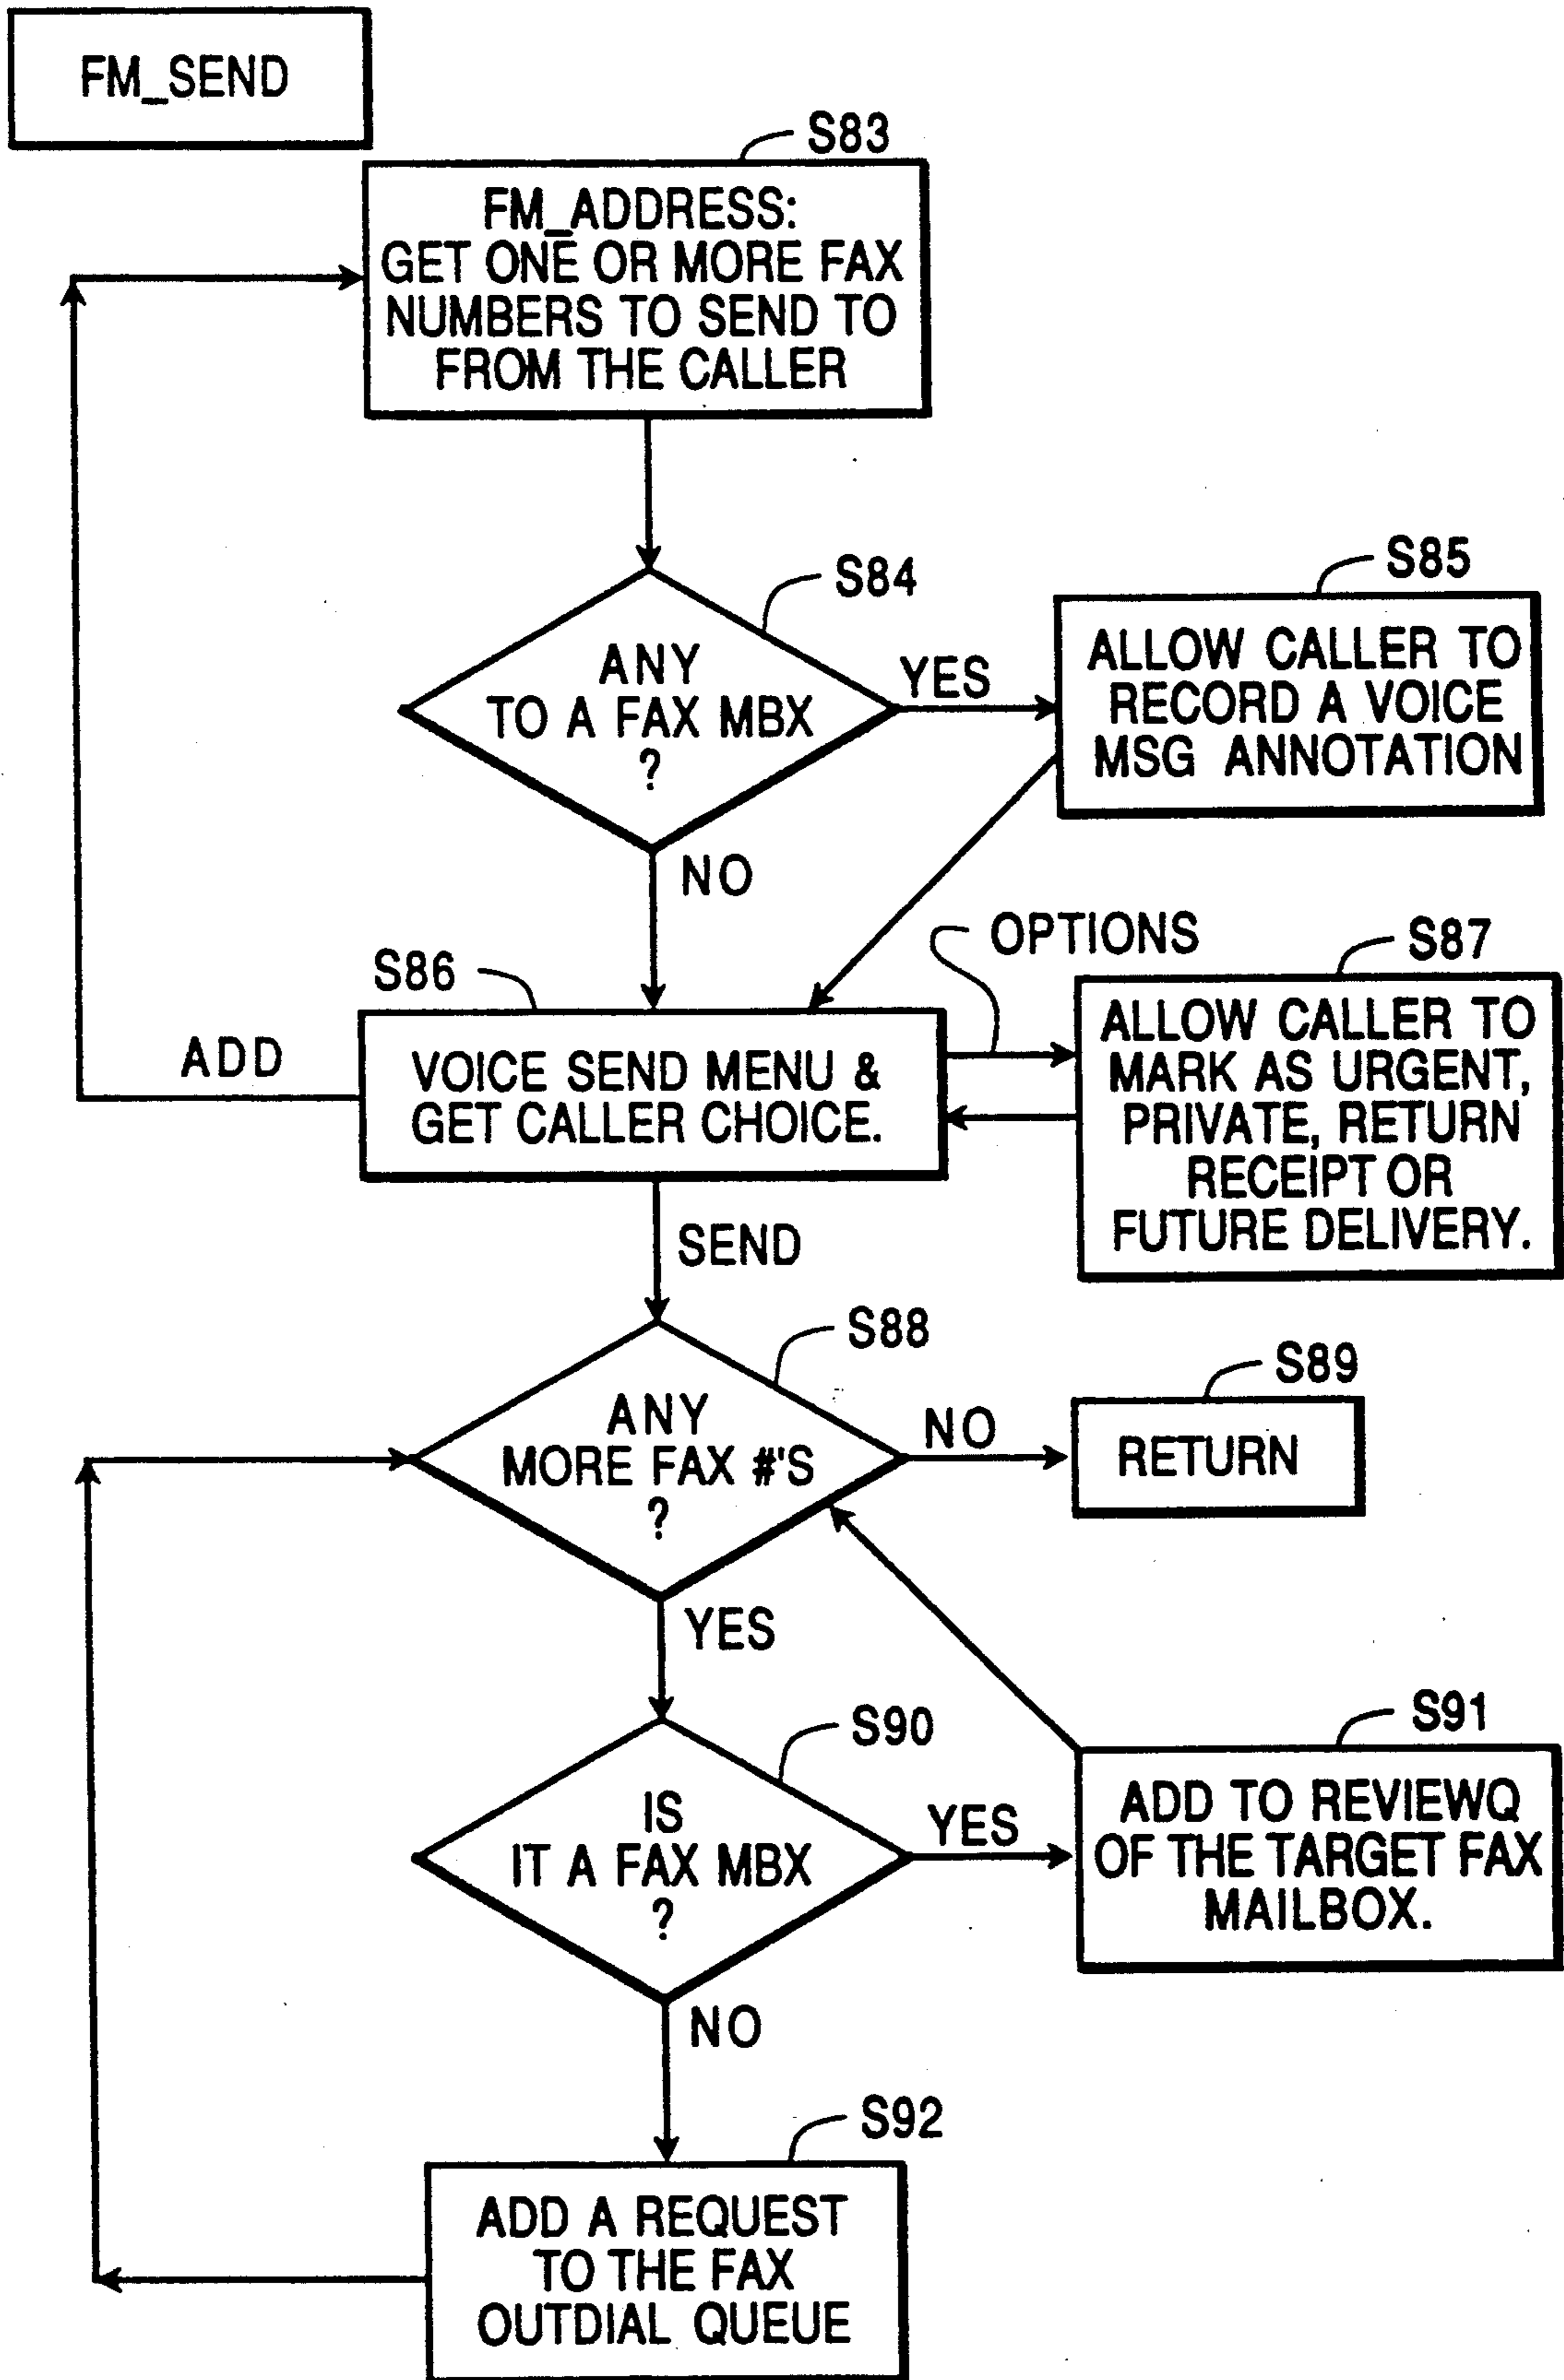 FM_SEND
S83
FM_ADDRESS:
GET ONE OR MORE FAX
NUMBERS TO SEND TO
FROM THE CALLER
S84
ANY
TO A FAX MBX
?
YES
S85
ALLOW CALLER TO
RECORD A VOICE
MSG ANNOTATION
NO
OPTIONS
S86
ADD
VOICE SEND MENU &
GET CALLER CHOICE.
S87
ALLOW CALLER TO
MARK AS URGENT,
PRIVATE, RETURN
RECEIPT OR
FUTURE DELIVERY.
SEND
S88
ANY
MORE FAX #'S
?
NO
S89
RETURN
YES
S90
IS
IT A FAX MBX
?
YES
S91
ADD TO REVIEWQ
OF THE TARGET FAX
MAILBOX.
NO
S92
ADD A REQUEST
TO THE FAX
OUTDIAL QUEUE